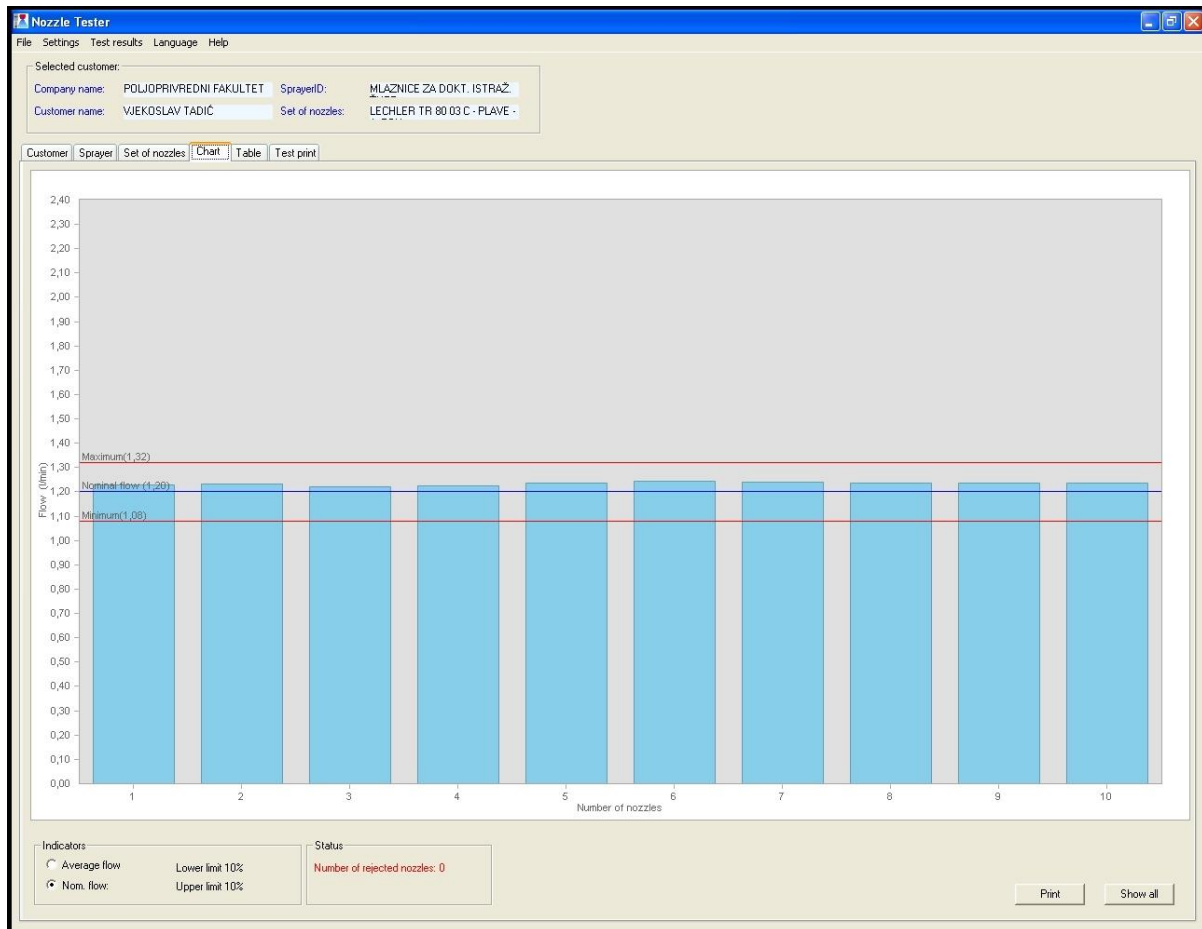 Nozzle Tester
File Settings Test results Language Help
Selected customer:
Company name: POLJOPRIVREDNI FAKULTET SprayerID: MLAZNICE ZA DOKT. ISTRAŽ.
Customer name: VJEKOSLAV TADIĆ Set of nozzles: LECHLER TR 80 03 C - PLAVE -
Customer Sprayer Set of nozzles Chart Table Test print
2,40
2,30
2,20
2,10
2,00
1,90
1,80
1,70
1,60
1,50
1,40
Maximum(1,32)
1,30
Nominal flow (1,20)
1,20
Minimum(1,08)
1,10
1,00
0,90
0,80
0,70
0,60
0,50
0,40
0,30
0,20
0,10
0,00
Flow (l/min)
1 2 3 4 5 6 7 8 9 10
Number of nozzles
Indicators
Average flow Lower limit 10%
Nom. flow: Upper limit 10%
Status
Number of rejected nozzles: 0
Print Show all